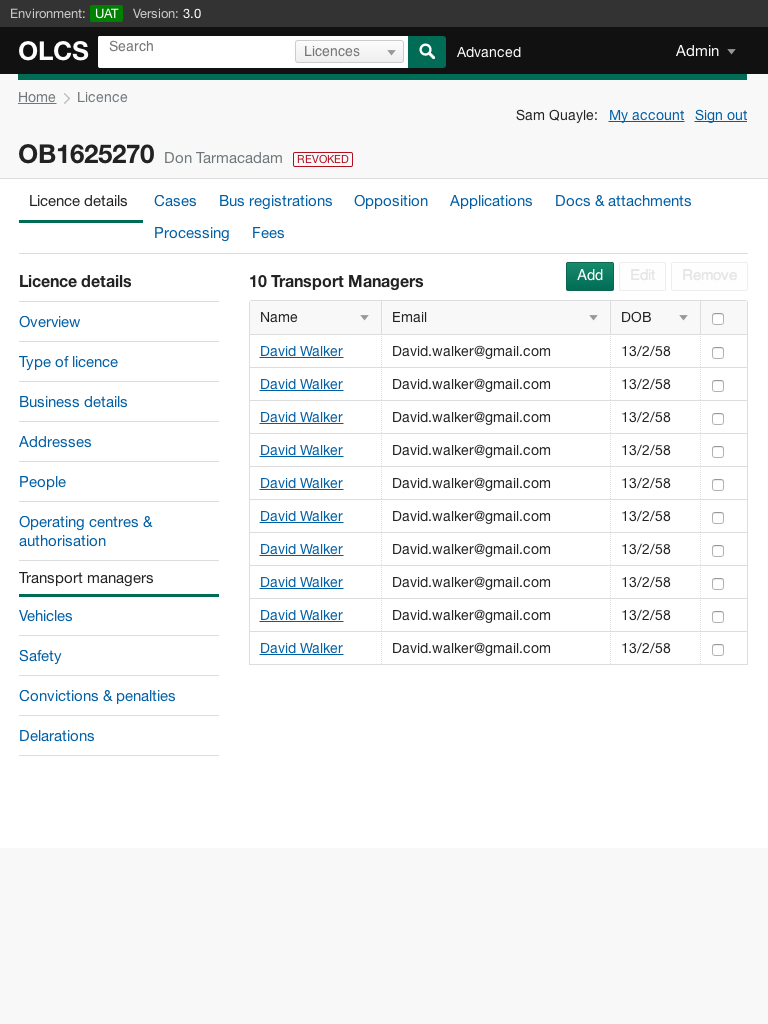 Environment: UAT Version: 3.0
OLCS Search Licences Advanced Admin
Home Licence
Sam Quayle: My account Sign out
OB1625270 Don Tarmacadam REVOKED
Licence details Cases Bus registrations Opposition Applications Docs & attachments
Processing Fees
Licence details
Overview
Type of licence
Business details
Addresses
People
Operating centres &
authorisation
Transport managers
Vehicles
Safety
Convictions & penalties
Delarations
10 Transport Managers Add Edit Remove
Name Email DOB
David Walker David.walker@gmail.com 13/2/58
David Walker David.walker@gmail.com 13/2/58
David Walker David.walker@gmail.com 13/2/58
David Walker David.walker@gmail.com 13/2/58
David Walker David.walker@gmail.com 13/2/58
David Walker David.walker@gmail.com 13/2/58
David Walker David.walker@gmail.com 13/2/58
David Walker David.walker@gmail.com 13/2/58
David Walker David.walker@gmail.com 13/2/58
David Walker David.walker@gmail.com 13/2/58